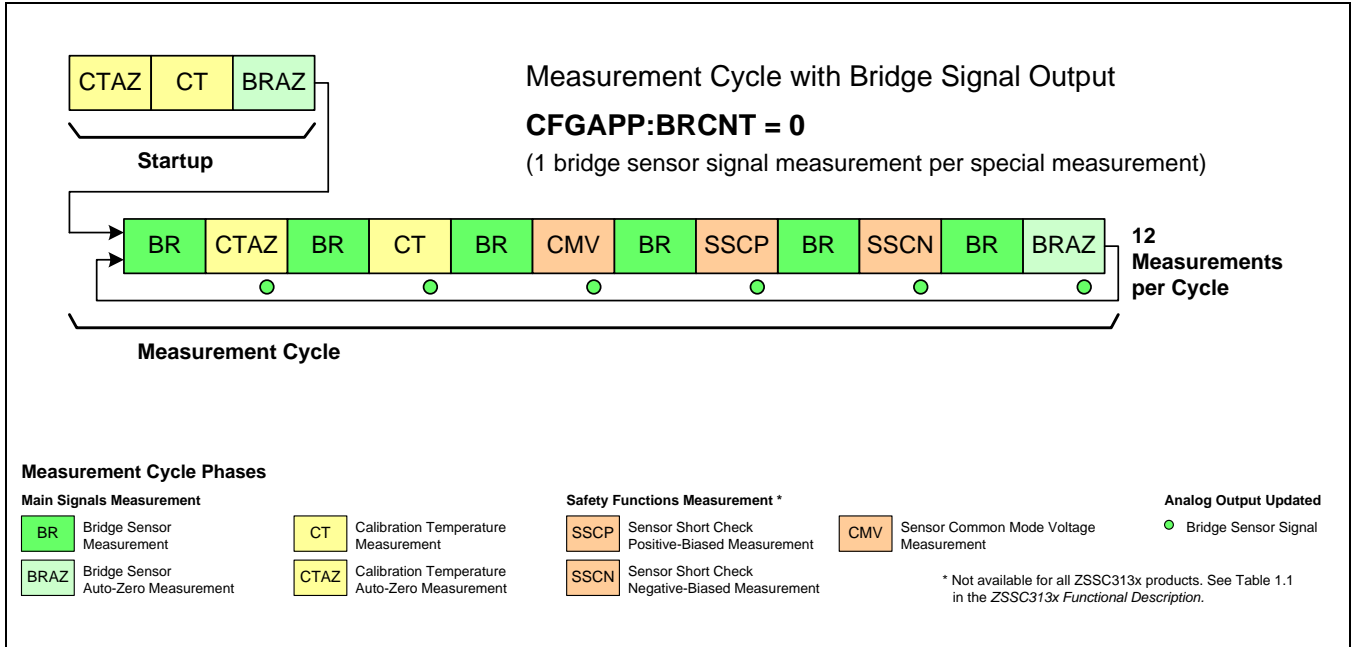 CTAZ CT BRAZ
Startup
Measurement Cycle with Bridge Signal Output
CFGAPP:BRCNT = 0
(1 bridge sensor signal measurement per special measurement)
BR CTAZ BR CT BR CMV BR SSCP BR SSCN BR BRAZ
12
Measurements
per Cycle
Measurement Cycle
Measurement Cycle Phases
Main Signals Measurement
BR
Bridge Sensor
Measurement
BRAZ
Bridge Sensor
Auto-Zero Measurement
CT
Calibration Temperature
Measurement
CTAZ
Calibration Temperature
Auto-Zero Measurement
Safety Functions Measurement *
SSCP
Sensor Short Check
Positive-Biased Measurement
SSCN
Sensor Short Check
Negative-Biased Measurement
CMV
Sensor Common Mode Voltage
Measurement
Analog Output Updated
Bridge Sensor Signal
* Not available for all ZSSC313x products. See Table 1.1
in the ZSSC313x Functional Description.